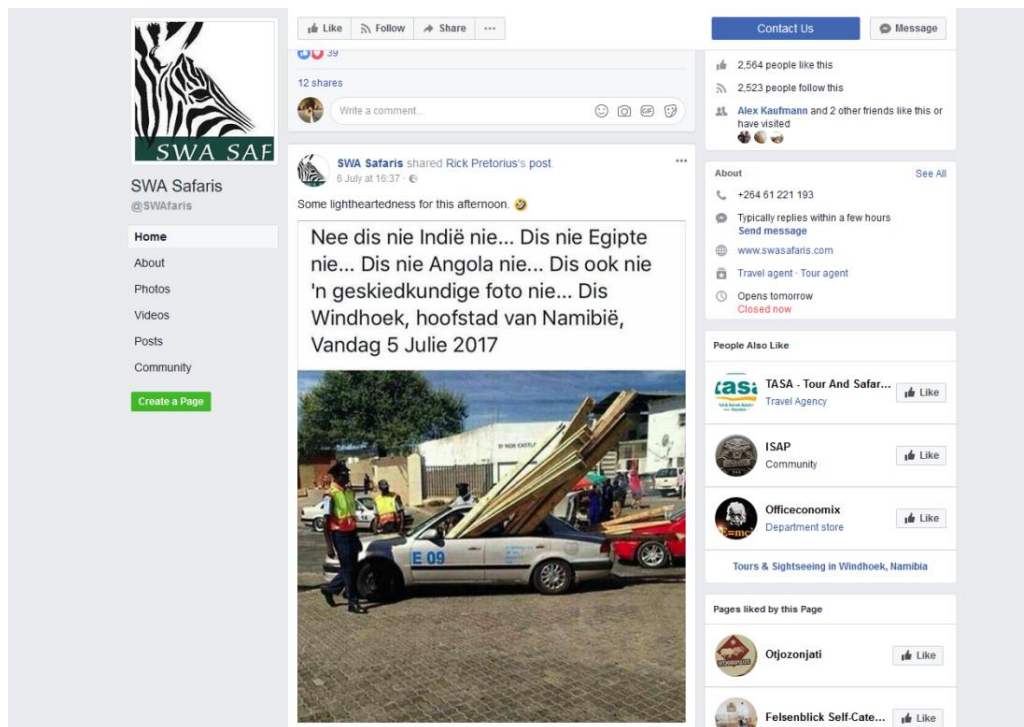 SWA SAF
SWA Safaris
@SWAfaris
Home
About
Photos
Videos
Posts
Community
Create a Page
Like
Follow
Share
39
12 shares
Write a comment...
GIF
SWA Safaris shared Rick Pretorius's post.
6 July at 16:37
Some lightheartedness for this afternoon.
Nee dis nie Indië nie... Dis nie Egipte
nie... Dis nie Angola nie... Dis ook nie
'n geskiedkundige foto nie... Dis
Windhoek, hoofstad van Namibië,
Vandag 5 Julie 2017
E 09
Contact Us
Message
2,564 people like this
2,523 people follow this
Alex Kaufmann and 2 other friends like this or
have visited
About
See All
+264 61 221 193
Typically replies within a few hours
Send message
www.swasafaris.com
Travel agent · Tour agent
Opens tomorrow
Closed now
People Also Like
TASA - Tour And Safar...
Travel Agency
Like
ISAP
Community
Like
Officeconomix
Department store
Like
Tours & Sightseeing in Windhoek, Namibia
Pages liked by this Page
Otjozonjati
Like
Felsenblick Self-Cate...
Like